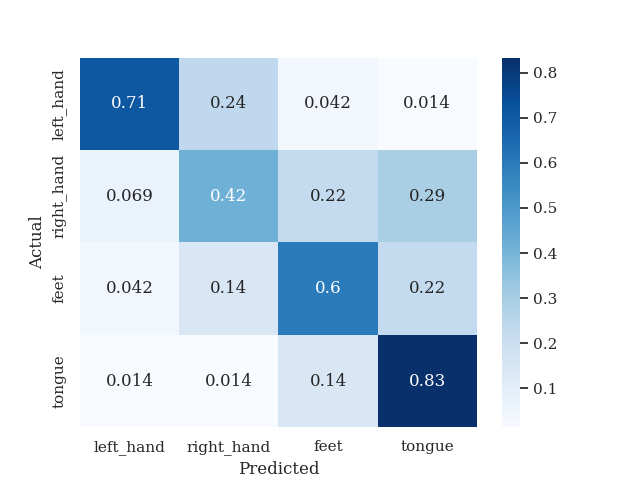 left_hand 0.71 0.24 0.042 0.014
right_hand 0.069 0.42 0.22 0.29
feet 0.042 0.14 0.6 0.22
tongue 0.014 0.014 0.14 0.83
left_hand right_hand feet tongue
Predicted
Actual
0.8
0.7
0.6
0.5
0.4
0.3
0.2
0.1